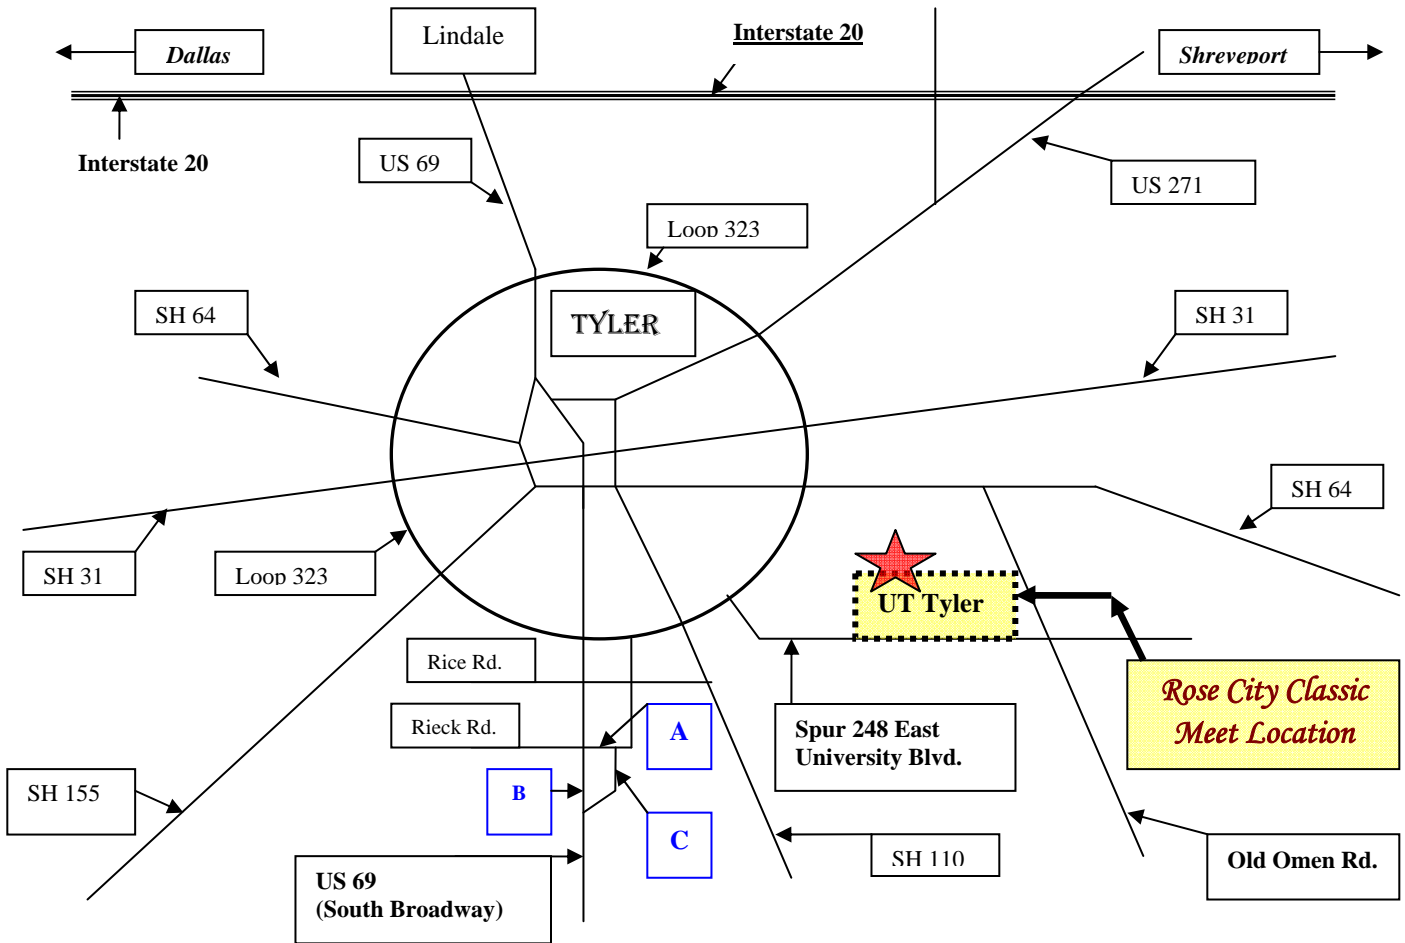 Lindale
Interstate 20
Dallas
Shreveport
Interstate 20
US 69
US 271
Loop 323
SH 64
TYLER
SH 31
SH 64
SH 31
Loop 323
UT Tyler
Rice Rd.
Rose City Classic
Meet Location
Rieck Rd.
A
Spur 248 East
University Blvd.
SH 155
B
C
SH 110
Old Omen Rd.
US 69
(South Broadway)